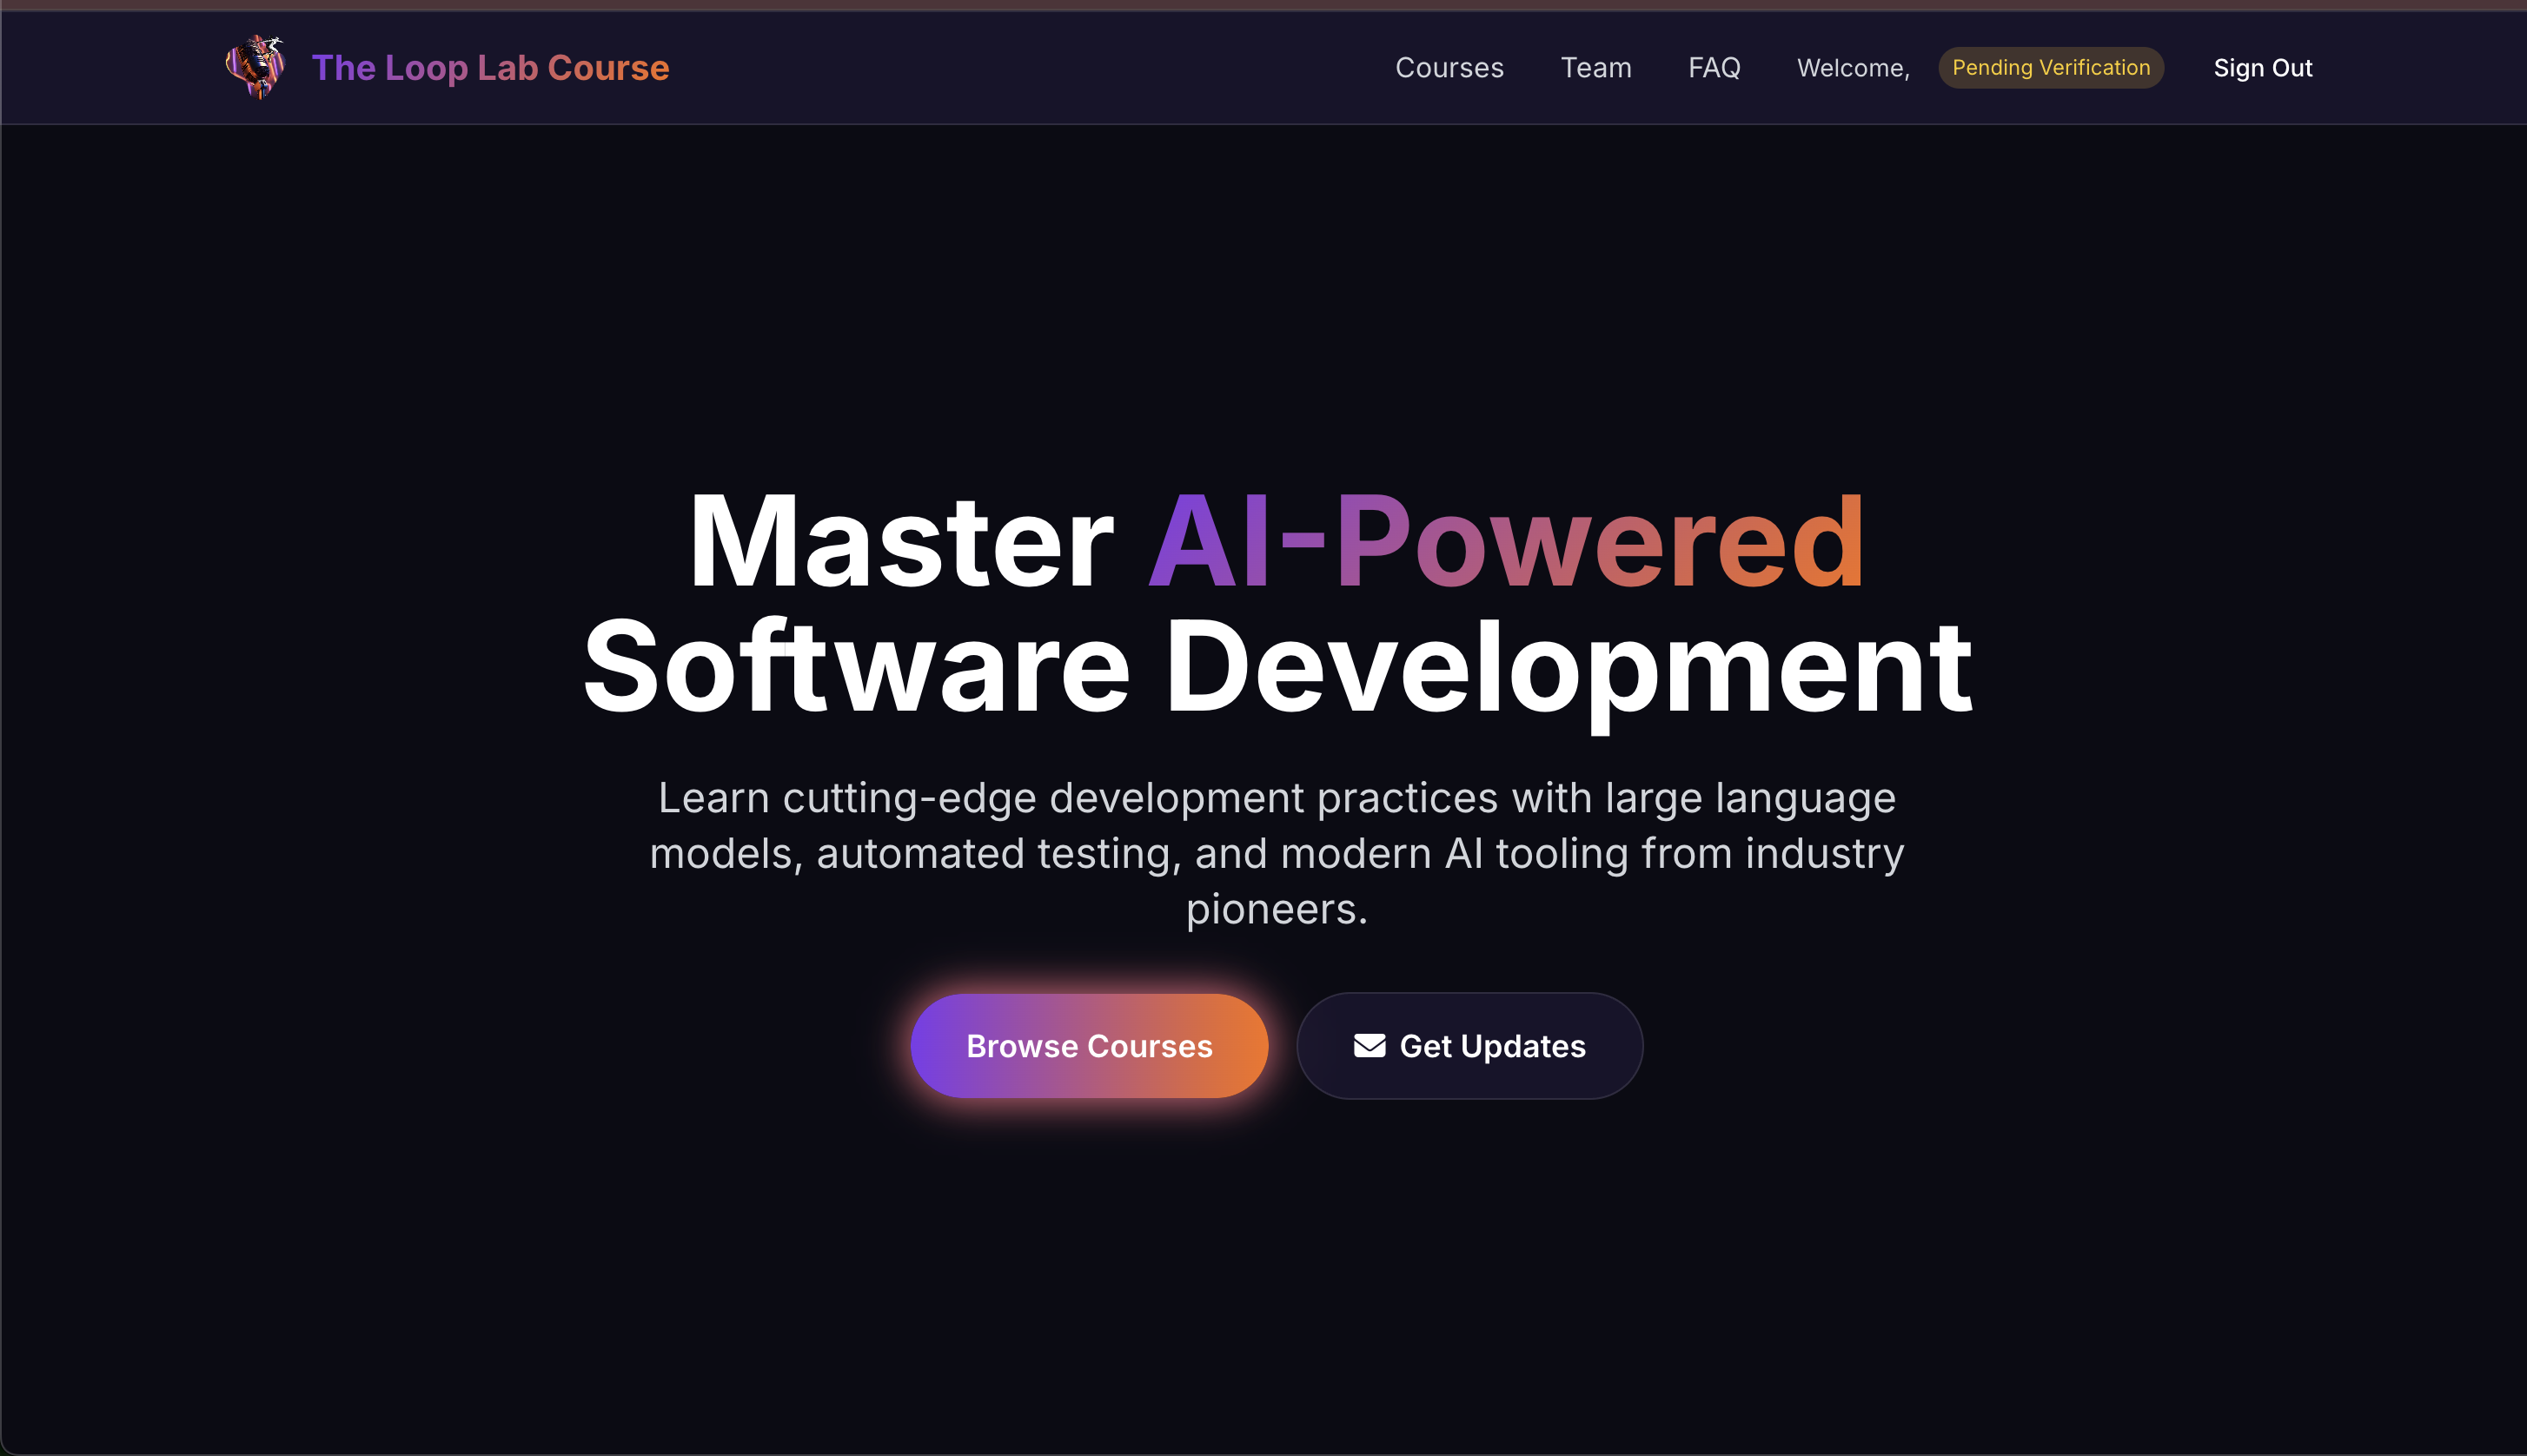 The Loop Lab Course
Courses
Team
FAQ
Welcome,
Pending Verification
Sign Out
Master AI-Powered
Software Development
Learn cutting-edge development practices with large language
models, automated testing, and modern AI tooling from industry
pioneers.
Browse Courses
Get Updates